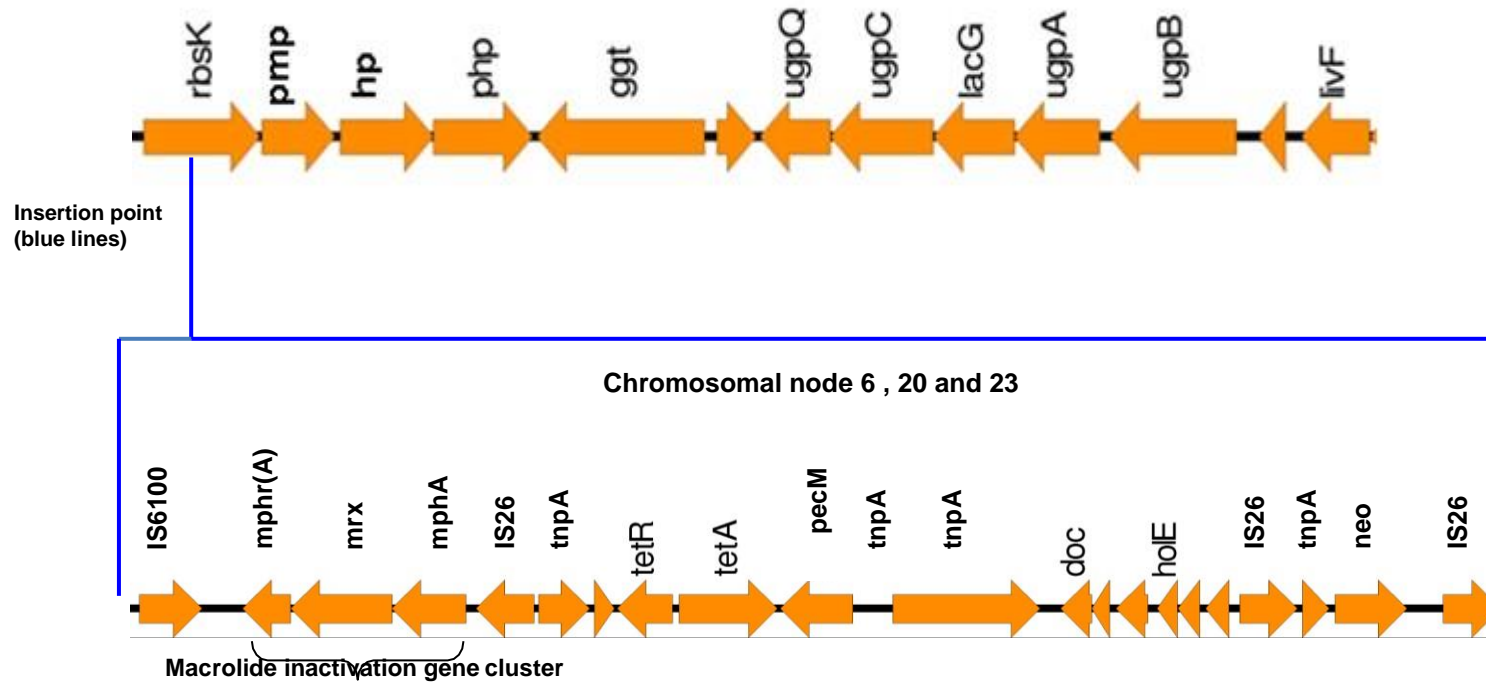 rbsK
pmp
hp
php
ggt
ugpQ
ugpC
lacG
ugpA
ugpB
livF
Insertion point
(blue lines)
Chromosomal node 6 , 20 and 23
IS6100
mphr(A)
mrx
mphA
IS26
tnpA
tetR
tetA
pecM
tnpA
tnpA
doc
holE
IS26
tnpA
neo
IS26
Macrolide inactivation gene cluster